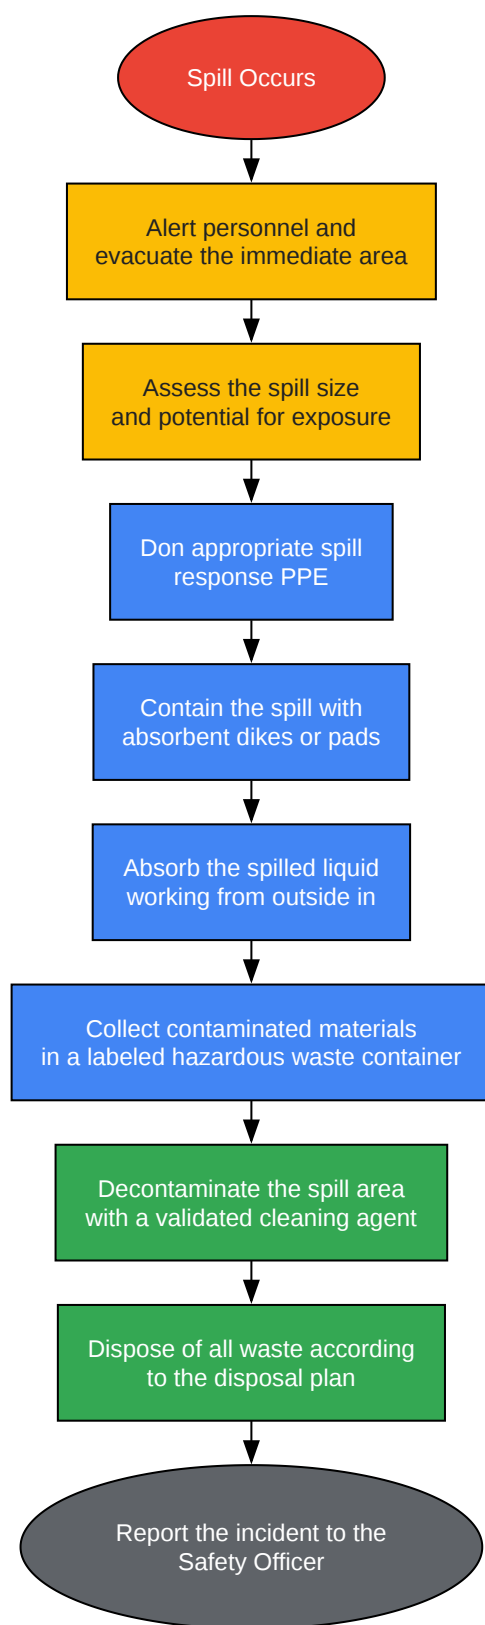 Spill Occurs
Alert personnel and
evacuate the immediate area
Assess the spill size
and potential for exposure
Don appropriate spill
response PPE
Contain the spill with
absorbent dikes or pads
Absorb the spilled liquid
working from outside in
Collect contaminated materials
in a labeled hazardous waste container
Decontaminate the spill area
with a validated cleaning agent
Dispose of all waste according
to the disposal plan
Report the incident to the
Safety Officer